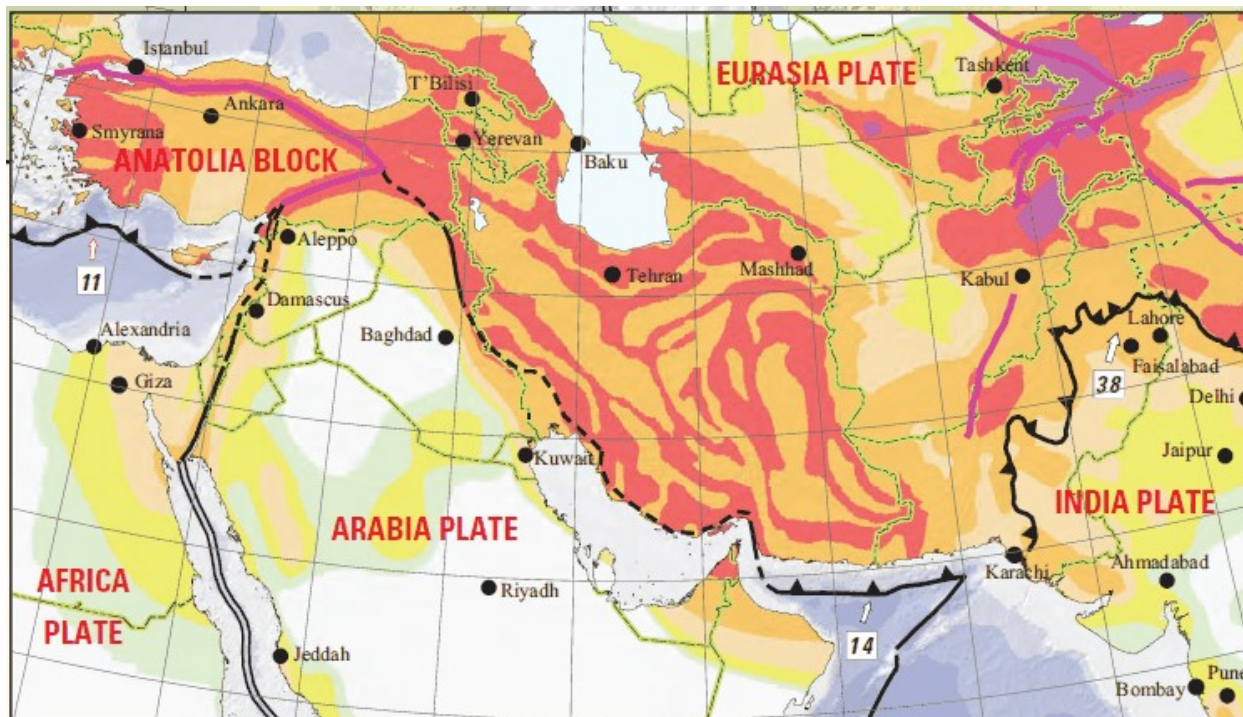 Istanbul
T'Bilisi
EURASIA PLATE
Tashkent
Ankara
Smyrana
Yerevan
Baku
ANATOLIA BLOCK
Aleppo
Tehran
Mashhad
Kabul
11
Damascus
Alexandria
Baghdad
Lahore
Giza
Faisalabad
38
Delhi
Kuwait
Jaipur
ARABIA PLATE
INDIA PLATE
Karachi
Ahmadabad
AFRICA
PLATE
Riyadh
14
Jeddah
Bombay
Pune